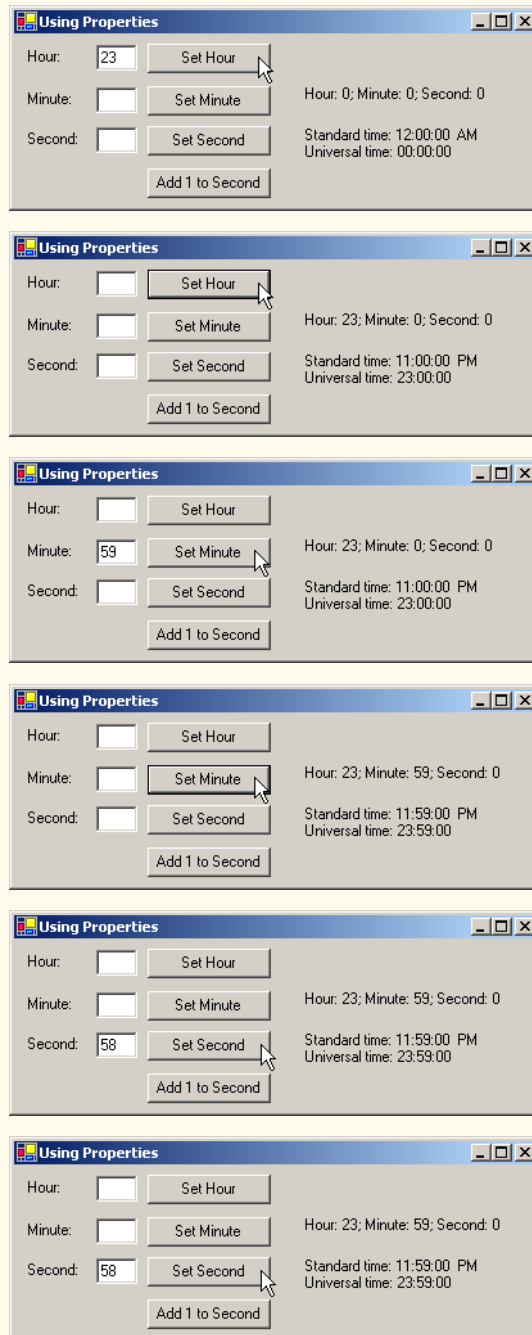 Using Properties
Hour: 23 Set Hour
Minute: Set Minute Hour: 0; Minute: 0; Second: 0
Second: Set Second Standard time: 12:00:00 AM
Universal time: 00:00:00
Add 1 to Second
Using Properties
Hour: Set Hour
Minute: Set Minute Hour: 23; Minute: 0; Second: 0
Second: Set Second Standard time: 11:00:00 PM
Universal time: 23:00:00
Add 1 to Second
Using Properties
Hour: Set Hour
Minute: 59 Set Minute Hour: 23; Minute: 0; Second: 0
Second: Set Second Standard time: 11:00:00 PM
Universal time: 23:00:00
Add 1 to Second
Using Properties
Hour: Set Hour
Minute: Set Minute Hour: 23; Minute: 59; Second: 0
Second: Set Second Standard time: 11:59:00 PM
Universal time: 23:59:00
Add 1 to Second
Using Properties
Hour: Set Hour
Minute: Set Minute Hour: 23; Minute: 59; Second: 0
Second: 58 Set Second Standard time: 11:59:00 PM
Universal time: 23:59:00
Add 1 to Second
Using Properties
Hour: Set Hour
Minute: Set Minute Hour: 23; Minute: 59; Second: 0
Second: 58 Set Second Standard time: 11:59:00 PM
Universal time: 23:59:00
Add 1 to Second